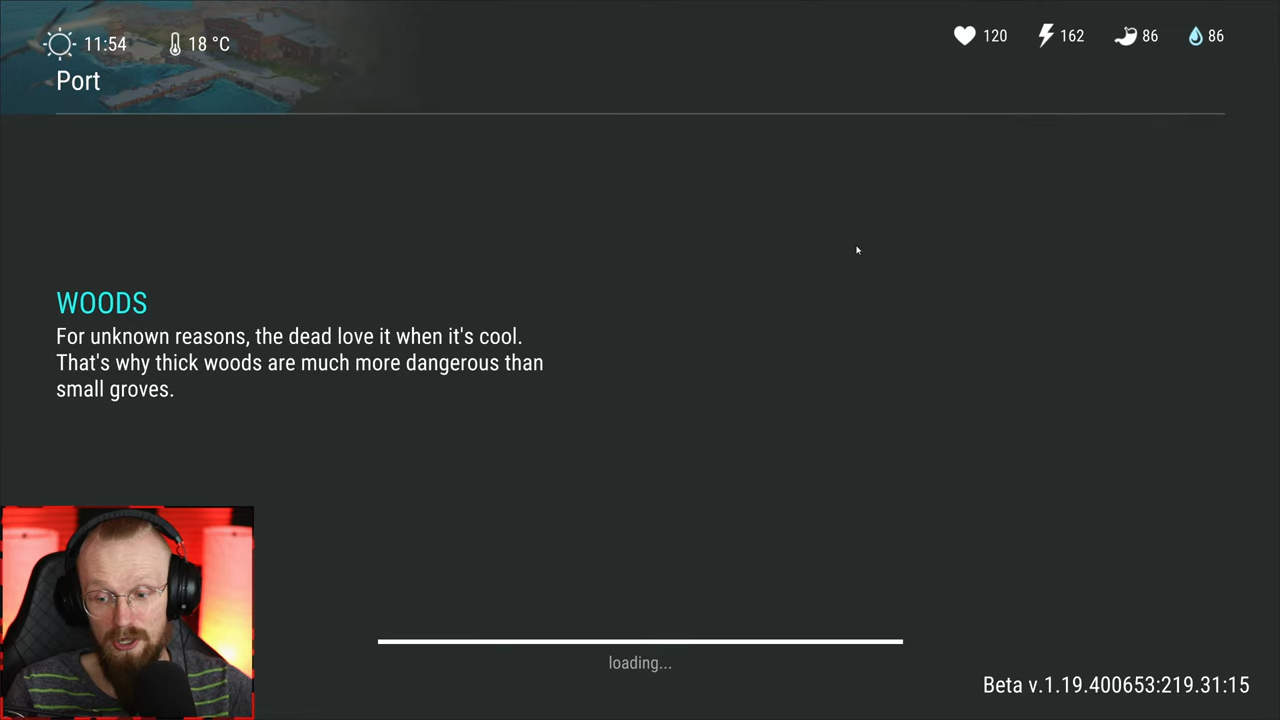 11:54 18 °C 120 162 86 86
Port
WOODS
For unknown reasons, the dead love it when it's cool.
That's why thick woods are much more dangerous than
small groves.
loading...
Beta v.1.19.400653:219.31:15